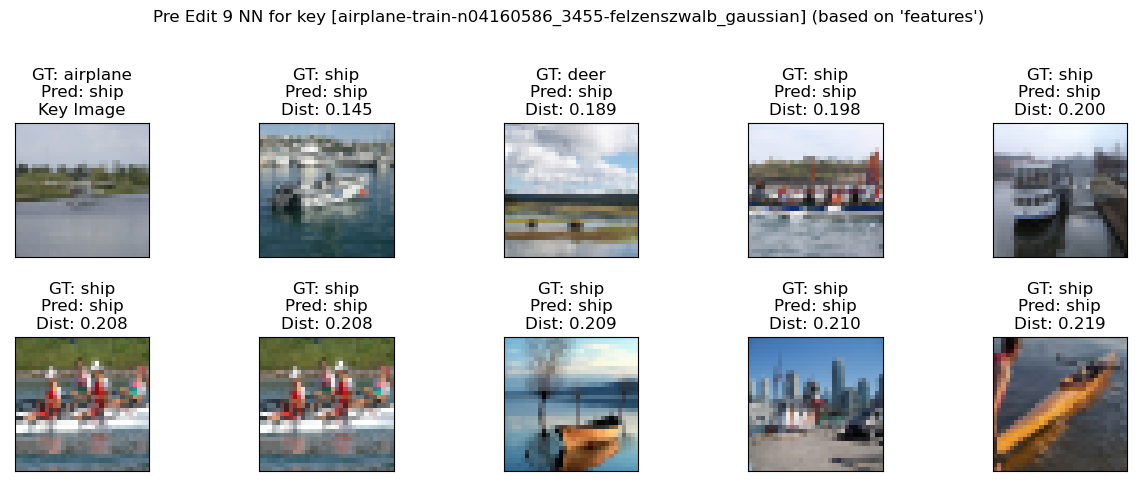 Pre Edit 9 NN for key [airplane-train-n04160586_3455-felzenszwalb_gaussian] (based on 'features')
GT: airplane
Pred: ship
Key Image
GT: ship
Pred: ship
Dist: 0.145
GT: deer
Pred: ship
Dist: 0.189
GT: ship
Pred: ship
Dist: 0.198
GT: ship
Pred: ship
Dist: 0.200
GT: ship
Pred: ship
Dist: 0.208
GT: ship
Pred: ship
Dist: 0.208
GT: ship
Pred: ship
Dist: 0.209
GT: ship
Pred: ship
Dist: 0.210
GT: ship
Pred: ship
Dist: 0.219